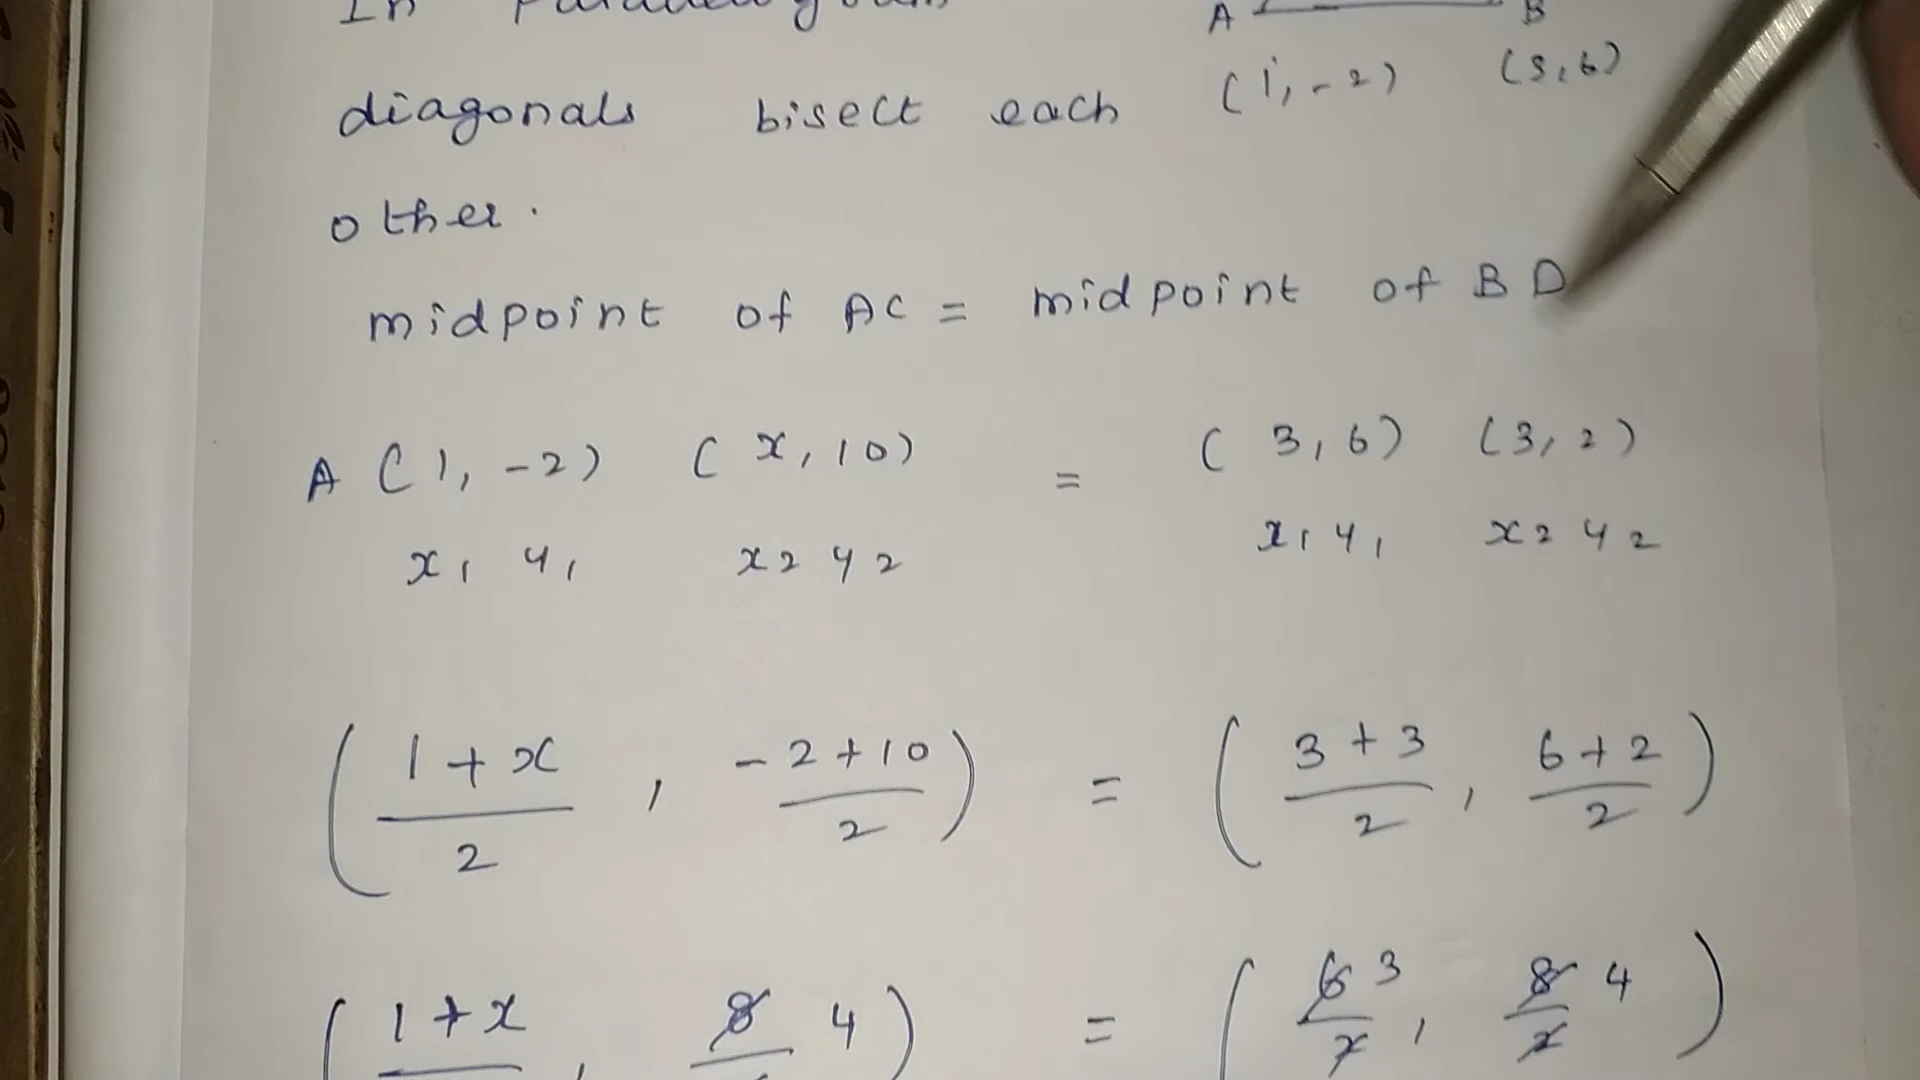 In A B
diagonals bisect each (1, -2) (3,6)
other.
midpoint of AC = midpoint of BD
A (1, -2) (x, 10) = (3, 6) (3, 2)
x1 y1 x2 y2 x1 y1 x2 y2
(1+x/2, -2+10/2) = (3+3/2, 6+2/2)
(1+x, 8 4) = (6/2 3, 8/2 4)